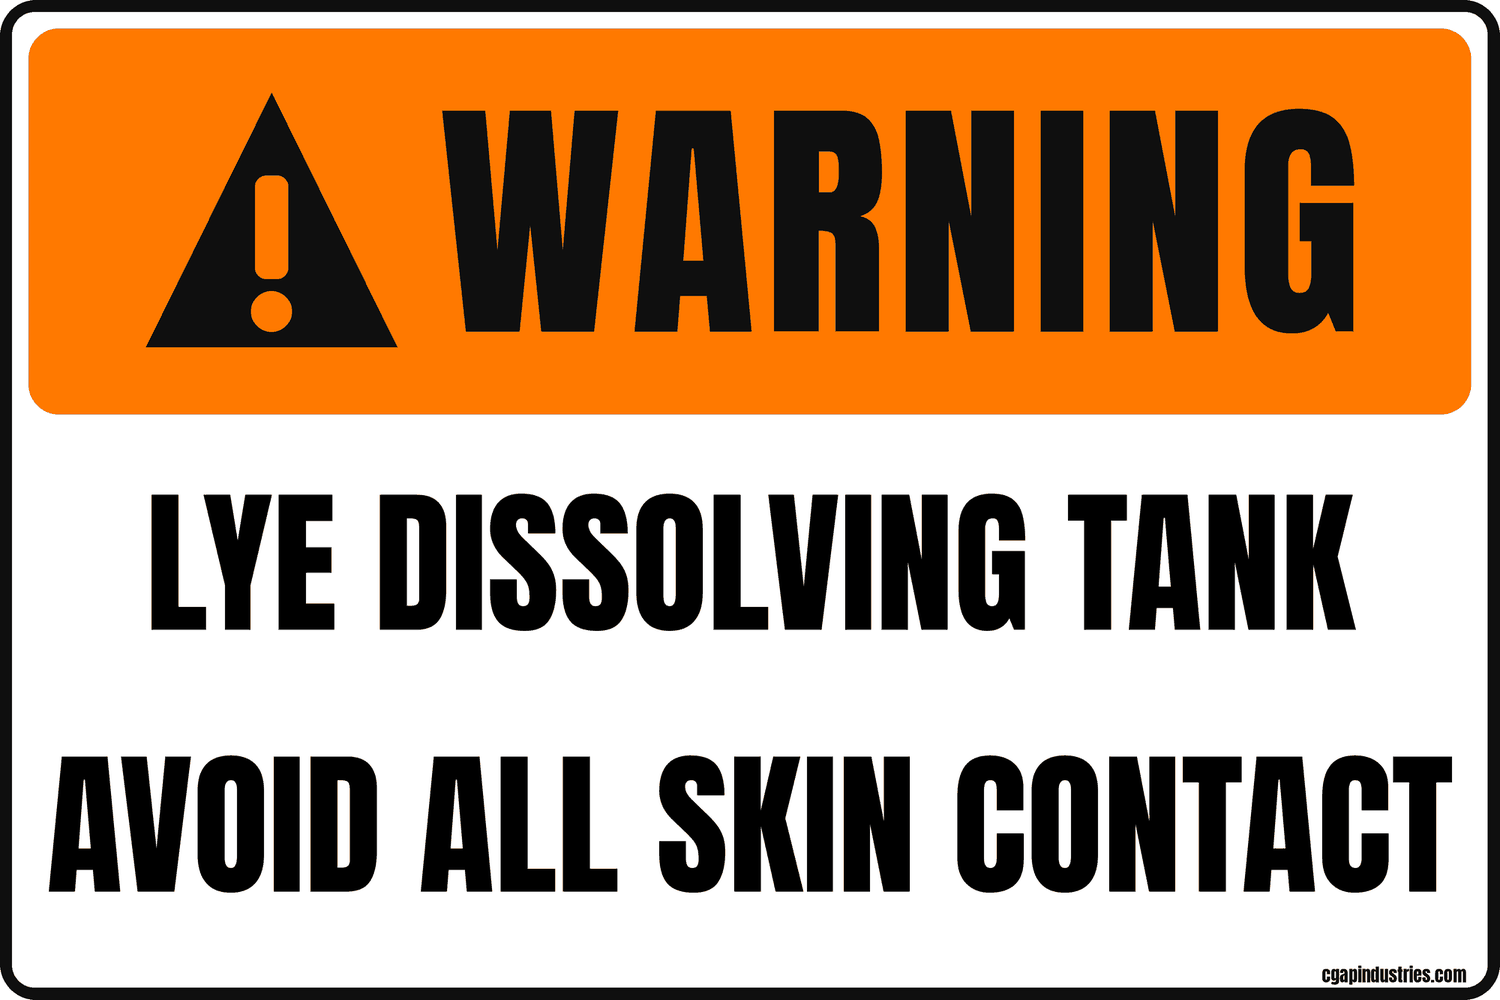 WARNING
LYE DISSOLVING TANK
AVOID ALL SKIN CONTACT
cgapindustries.com